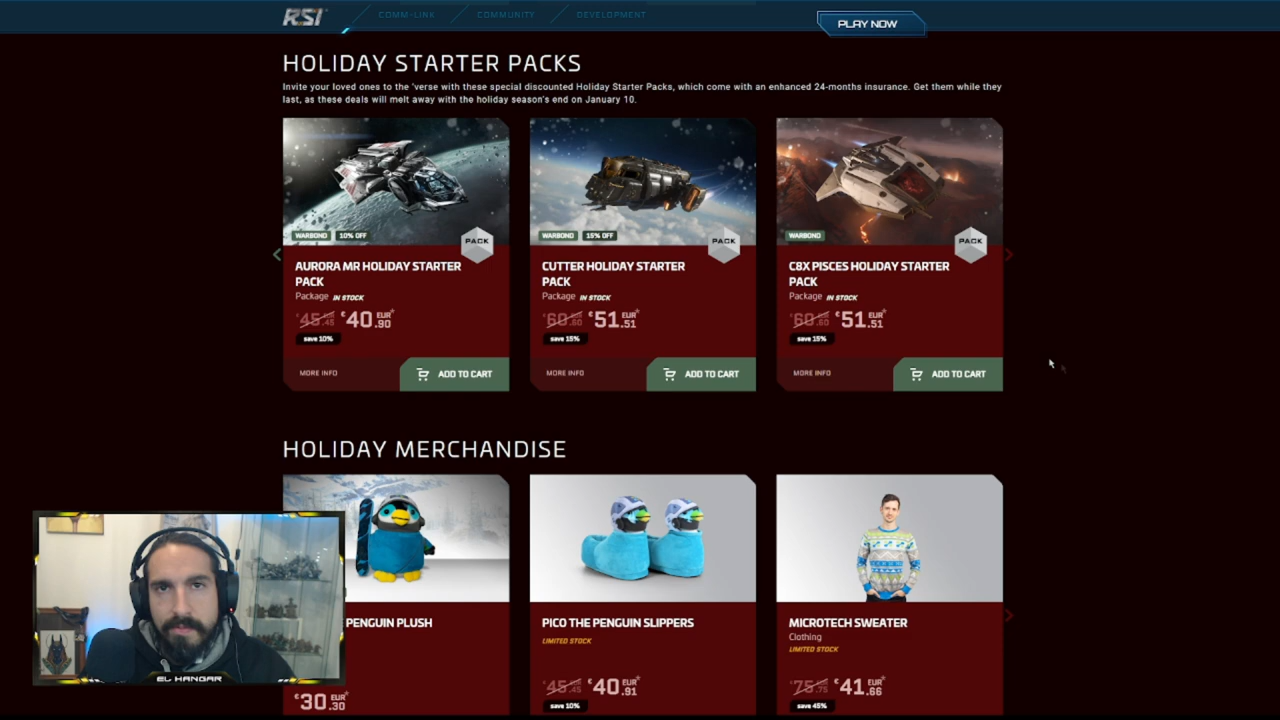 RSI
COMM-LINK
COMMUNITY
DEVELOPMENT
PLAY NOW
HOLIDAY STARTER PACKS
Invite your loved ones to the 'verse with these special discounted Holiday Starter Packs, which come with an enhanced 24-months insurance. Get them while they
last, as these deals will melt away with the holiday season's end on January 10.
WARBOND 10% OFF
PACK
AURORA MR HOLIDAY STARTER
PACK
Package IN STOCK
€45 EUR .45 €40 EUR* .90
save 10%
MORE INFO
ADD TO CART
WARBOND 15% OFF
PACK
CUTTER HOLIDAY STARTER
PACK
Package IN STOCK
€60 EUR .60 €51 EUR* .51
save 15%
MORE INFO
ADD TO CART
WARBOND
PACK
C8X PISCES HOLIDAY STARTER
PACK
Package IN STOCK
€60 EUR .60 €51 EUR* .51
save 15%
MORE INFO
ADD TO CART
HOLIDAY MERCHANDISE
PENGUIN PLUSH
€30 EUR* .30
PICO THE PENGUIN SLIPPERS
LIMITED STOCK
€45 EUR .45 €40 EUR* .91
save 10%
MICROTECH SWEATER
Clothing
LIMITED STOCK
€75 EUR .75 €41 EUR* .66
save 45%
EL HANGAR